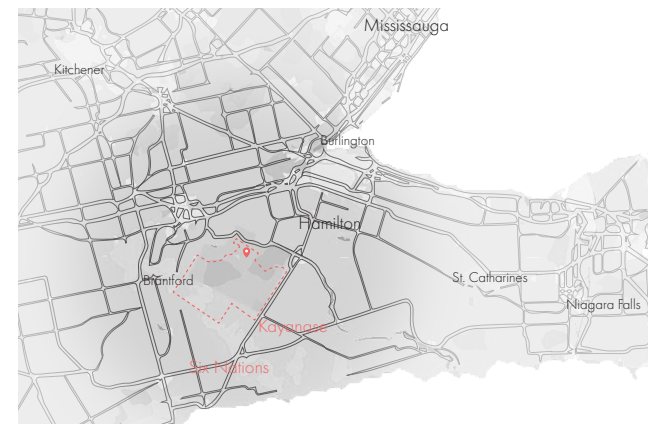 Mississauga
Kitchener
Burlington
Hamilton
Brantford
St. Catharines
Niagara Falls
Kayanase
Six Nations